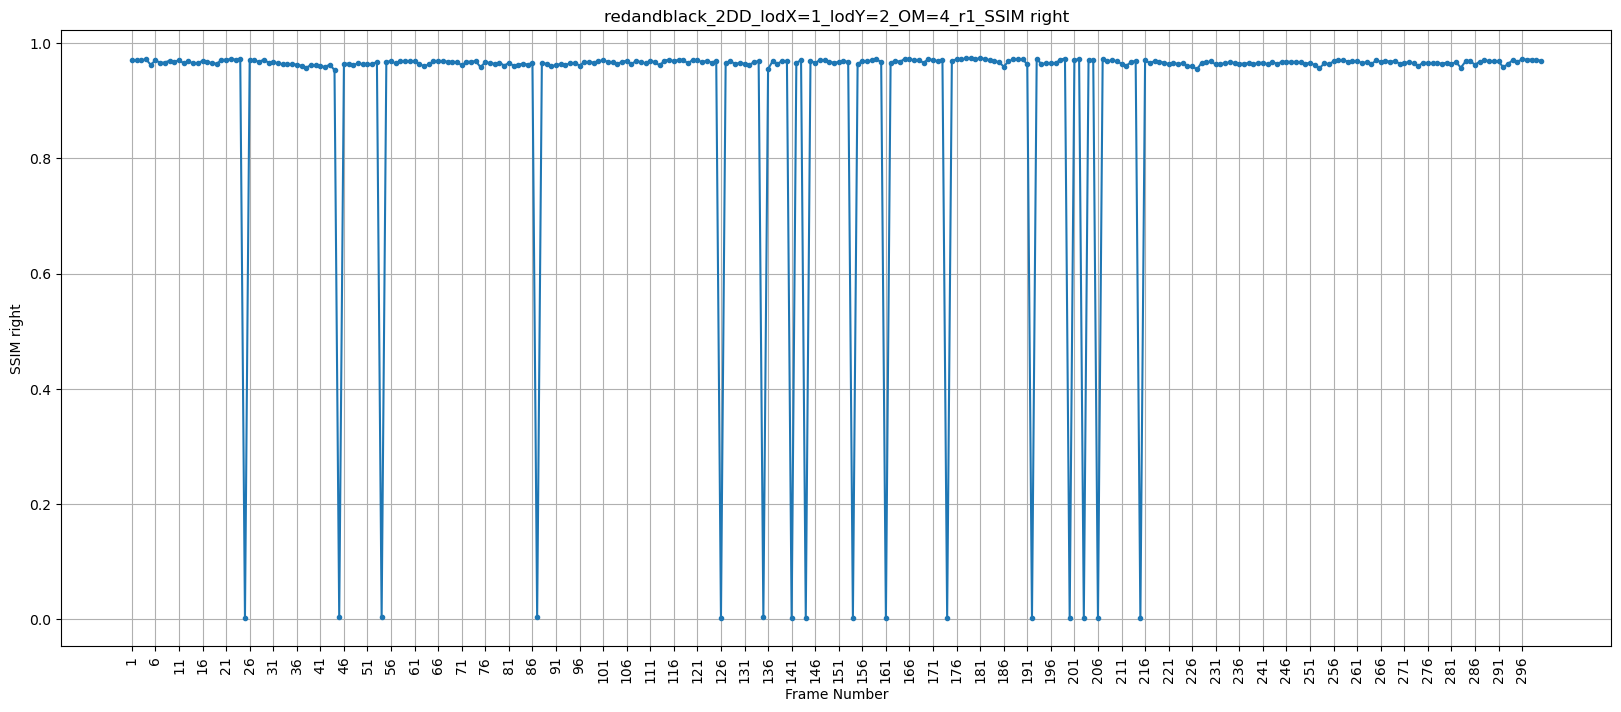 redandblack_2DD_lodX=1_lodY=2_OM=4_r1_SSIM right
SSIM right
1.0
0.8
0.6
0.4
0.2
0.0
1 6 11 16 21 26 31 36 41 46 51 56 61 66 71 76 81 86 91 96 101 106 111 116 121 126 131 136 141 146 151 156 161 166 171 176 181 186 191 196 201 206 211 216 221 226 231 236 241 246 251 256 261 266 271 276 281 286 291 296
Frame Number